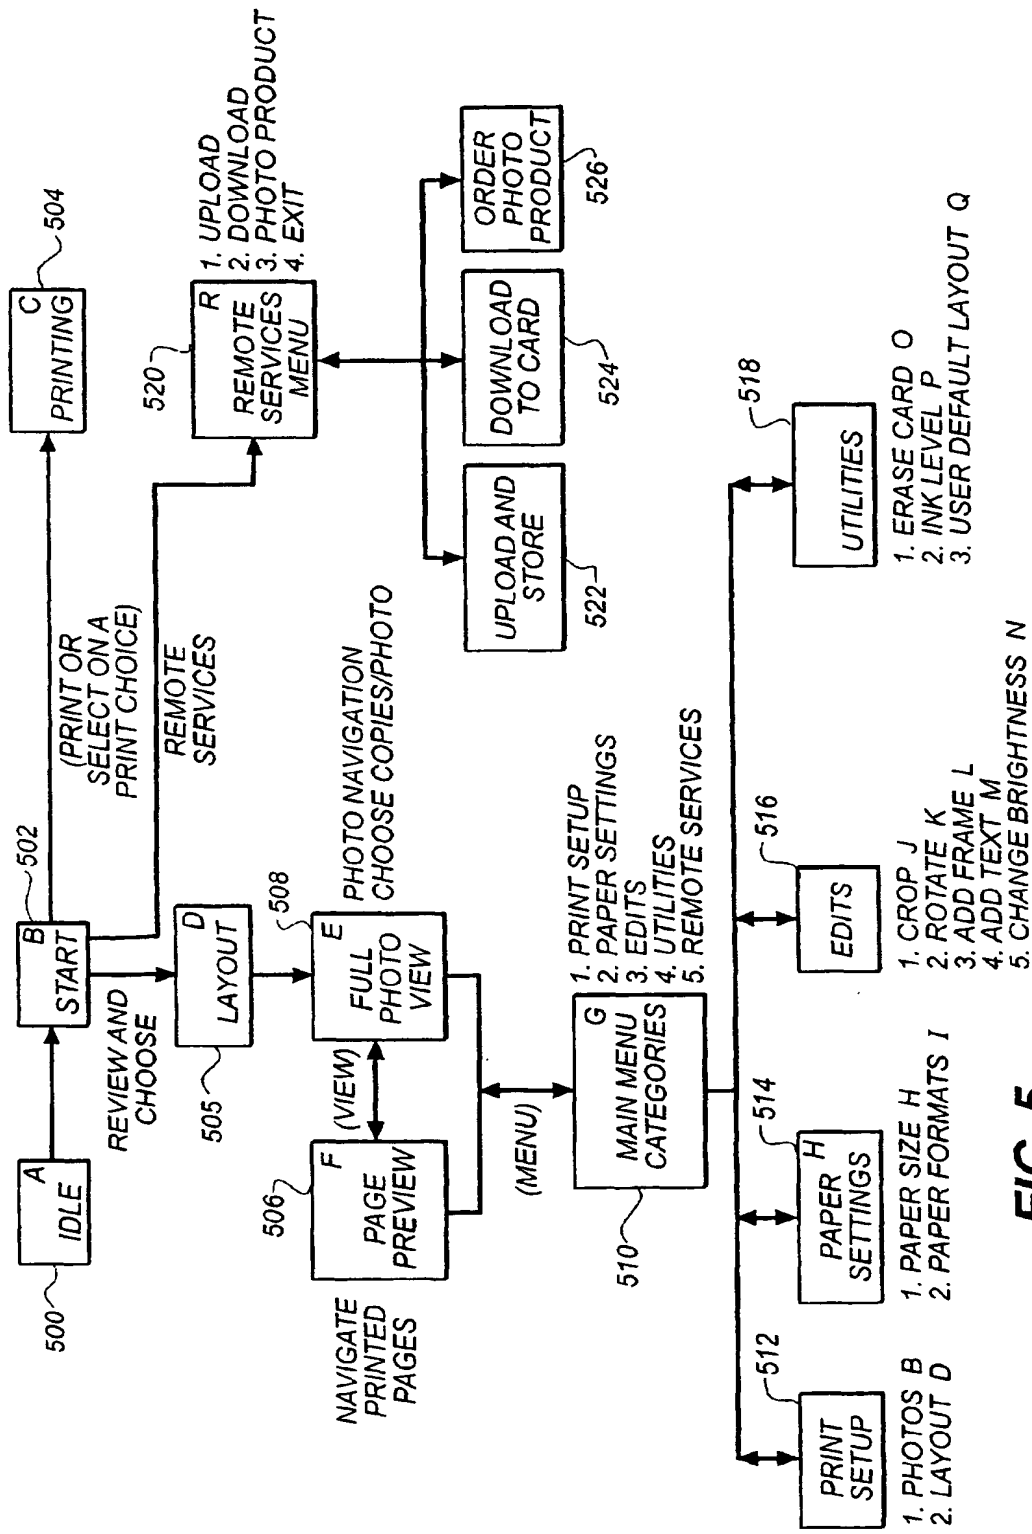 A
IDLE
500
B
START
502
C
PRINTING
504
(PRINT OR
SELECT ON A
PRINT CHOICE)
REMOTE
SERVICES
REVIEW AND
CHOOSE
D
LAYOUT
505
R
REMOTE
SERVICES
MENU
520
1. UPLOAD
2. DOWNLOAD
3. PHOTO PRODUCT
4. EXIT
NAVIGATE
PRINTED
PAGES
F
PAGE
PREVIEW
506
(VIEW)
E
FULL
PHOTO
VIEW
508
PHOTO NAVIGATION
CHOOSE COPIES/PHOTO
UPLOAD AND
STORE
522
DOWNLOAD
TO CARD
524
ORDER
PHOTO
PRODUCT
526
(MENU)
G
MAIN MENU
CATEGORIES
510
1. PRINT SETUP
2. PAPER SETTINGS
3. EDITS
4. UTILITIES
5. REMOTE SERVICES
PRINT
SETUP
512
1. PHOTOS B
2. LAYOUT D
H
PAPER
SETTINGS
514
1. PAPER SIZE H
2. PAPER FORMATS I
EDITS
516
1. CROP J
2. ROTATE K
3. ADD FRAME L
4. ADD TEXT M
5. CHANGE BRIGHTNESS N
UTILITIES
518
1. ERASE CARD O
2. INK LEVEL P
3. USER DEFAULT LAYOUT Q
FIG. 5